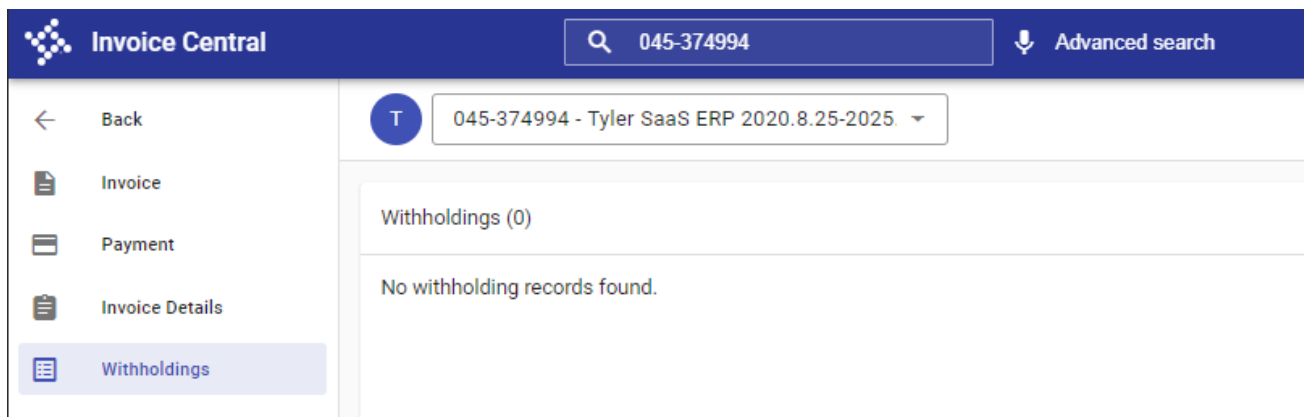 Invoice Central
045-374994
Advanced search
Back
T
045-374994 - Tyler SaaS ERP 2020.8.25-2025.
Invoice
Withholdings (0)
Payment
No withholding records found.
Invoice Details
Withholdings